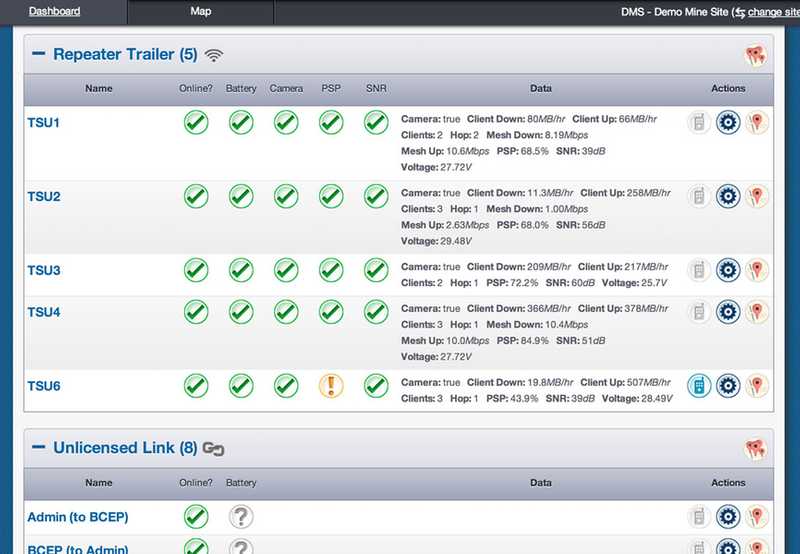 Dashboard Map DMS - Demo Mine Site (change site
Repeater Trailer (5)
Name Online? Battery Camera PSP SNR Data Actions
TSU1 Camera: true Client Down: 80MB/hr Client Up: 66MB/hr
Clients: 2 Hop: 2 Mesh Down: 8.19Mbps
Mesh Up: 10.6Mbps PSP: 68.5% SNR: 39dB
Voltage: 27.72V
TSU2 Camera: true Client Down: 11.3MB/hr Client Up: 258MB/hr
Clients: 3 Hop: 1 Mesh Down: 1.00Mbps
Mesh Up: 2.63Mbps PSP: 68.0% SNR: 56dB
Voltage: 29.48V
TSU3 Camera: true Client Down: 209MB/hr Client Up: 217MB/hr
Clients: 2 Hop: 1 PSP: 72.2% SNR: 60dB Voltage: 25.7V
TSU4 Camera: true Client Down: 366MB/hr Client Up: 378MB/hr
Clients: 3 Hop: 1 Mesh Down: 10.4Mbps
Mesh Up: 10.0Mbps PSP: 84.9% SNR: 51dB
Voltage: 27.72V
TSU6 Camera: true Client Down: 19.8MB/hr Client Up: 507MB/hr
Clients: 3 Hop: 1 PSP: 43.9% SNR: 39dB Voltage: 28.49V
Unlicensed Link (8)
Name Online? Battery Data Actions
Admin (to BCEP)
BCEP (to Admin)